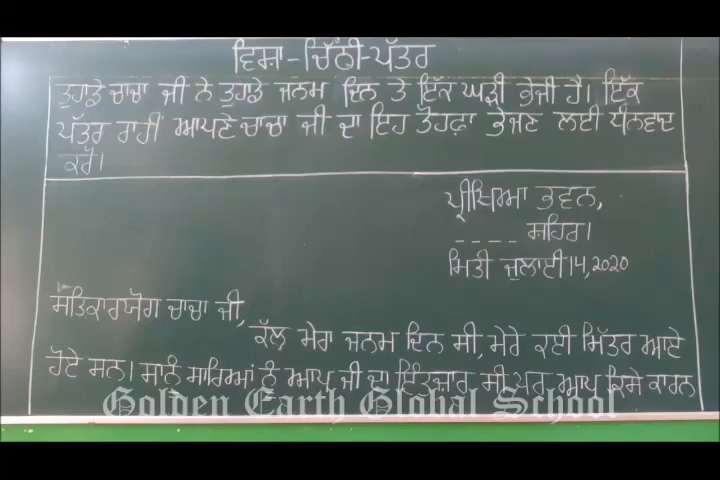 ਵਿਸ਼ਾ-ਚਿੱਠੀ-ਪੱਤਰ
ਤੁਹਾਡੇ ਚਾਚਾ ਜੀ ਨੇ ਤੁਹਾਡੇ ਜਨਮ ਦਿਨ ਤੇ ਇੱਕ ਘੜੀ ਭੇਜੀ ਹੈ। ਇੱਕ
ਪੱਤਰ ਰਾਹੀਂ ਆਪਣੇ ਚਾਚਾ ਜੀ ਦਾ ਇਹ ਤੋਹਫ਼ਾ ਭੇਜਣ ਲਈ ਧੰਨਵਾਦ
ਕਰੋ।
ਪ੍ਰੀਖਿਆ ਭਵਨ,
---- ਸ਼ਹਿਰ।
ਮਿਤੀ ਜੁਲਾਈ 14,2020
ਸਤਿਕਾਰਯੋਗ ਚਾਚਾ ਜੀ,
ਕੱਲ੍ਹ ਮੇਰਾ ਜਨਮ ਦਿਨ ਸੀ, ਮੇਰੇ ਕਈ ਮਿੱਤਰ ਆਏ
ਹੋਏ ਸਨ। ਸਾਨੂੰ ਸਾਰਿਆਂ ਨੂੰ ਆਪ ਜੀ ਦਾ ਇੰਤਜ਼ਾਰ ਸੀ ਪਰ ਆਪ ਕਿਸੇ ਕਾਰਨ
Golden Earth Global School